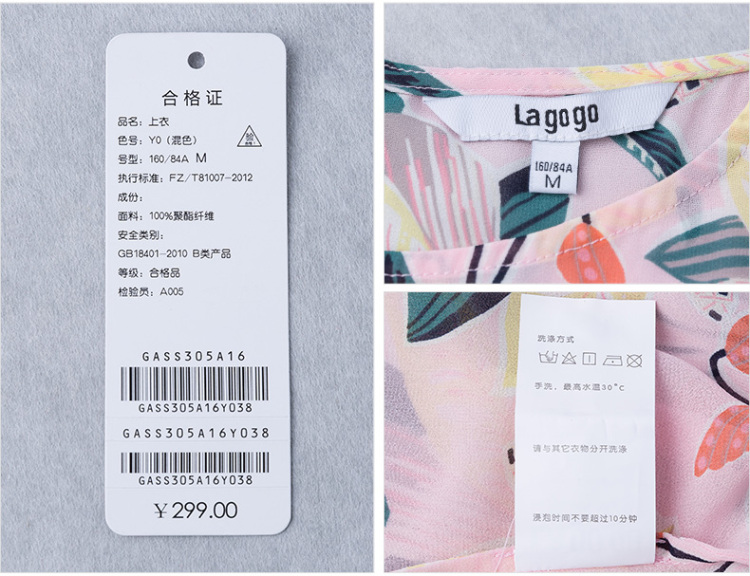 合格证
品名：上衣
色号：Y0（混色）
号型：160/84A M
执行标准：FZ/T81007-2012
成份：
面料：100%聚酯纤维
安全类别：
GB18401-2010 B类产品
等级：合格品
检验员：A005
GASS305A16
GASS305A16Y038
GASS305A16Y038
GASS305A16Y038
￥299.00
Lagogo
160/84A
M
洗涤方式
手洗，最高水温30°C
请与其它衣物分开洗涤
浸泡时间不要超过10分钟